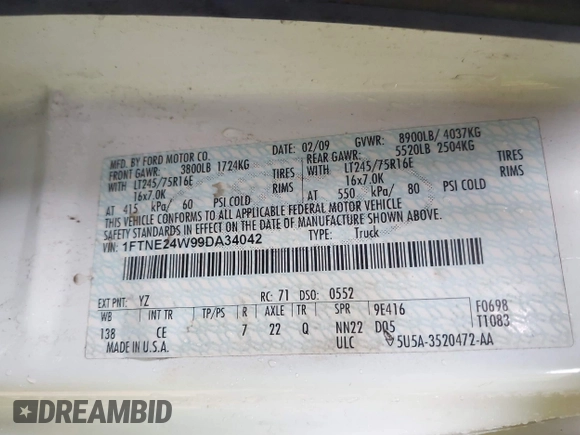 MFD. BY FORD MOTOR CO.
DATE: 02/09 GVWR: 8900LB/ 4037KG
FRONT GAWR: 3800LB 1724KG
REAR GAWR: 5520LB 2504KG
WITH LT245/75R16E TIRES
WITH LT245/75R16E TIRES
16x7.0K RIMS
16x7.0K RIMS
AT 415 kPa/ 60 PSI COLD
AT 550 kPa/ 80 PSI COLD
THIS VEHICLE CONFORMS TO ALL APPLICABLE FEDERAL MOTOR VEHICLE
SAFETY STANDARDS IN EFFECT ON THE DATE OF MANUFACTURE SHOWN ABOVE.
VIN: 1FTNE24W99DA34042
TYPE: Truck
EXT PNT: YZ RC: 71 DSO: 0552
WB INT TR TP/PS R AXLE TR SPR 9E416 F0698
138 CE 7 22 Q NN22 DQ5 T1083
MADE IN U.S.A. ULC 5U5A-3520472-AA
DREAMBID